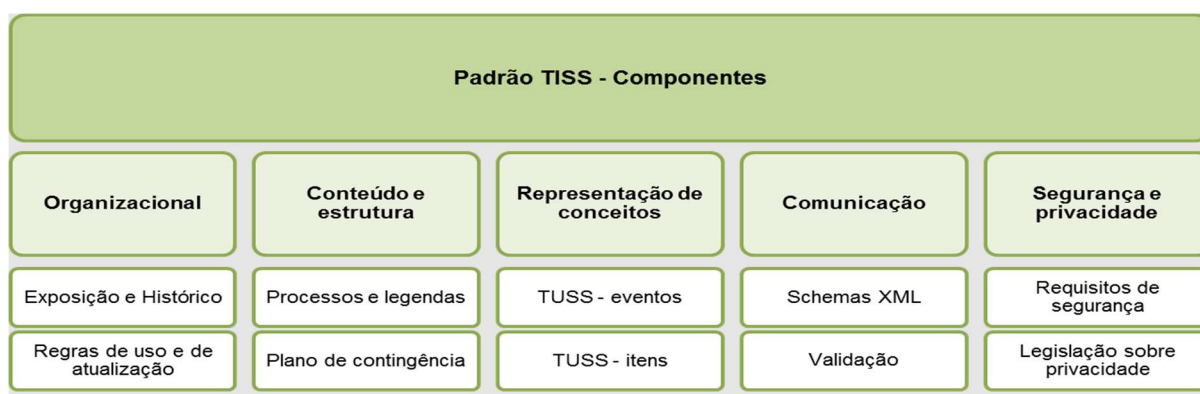 Padrão TISS - Componentes
Organizacional
Conteúdo e
estrutura
Representação de
conceitos
Comunicação
Segurança e
privacidade
Exposição e Histórico
Processos e legendas
TUSS - eventos
Schemas XML
Requisitos de
segurança
Regras de uso e de
atualização
Plano de contingência
TUSS - itens
Validação
Legislação sobre
privacidade